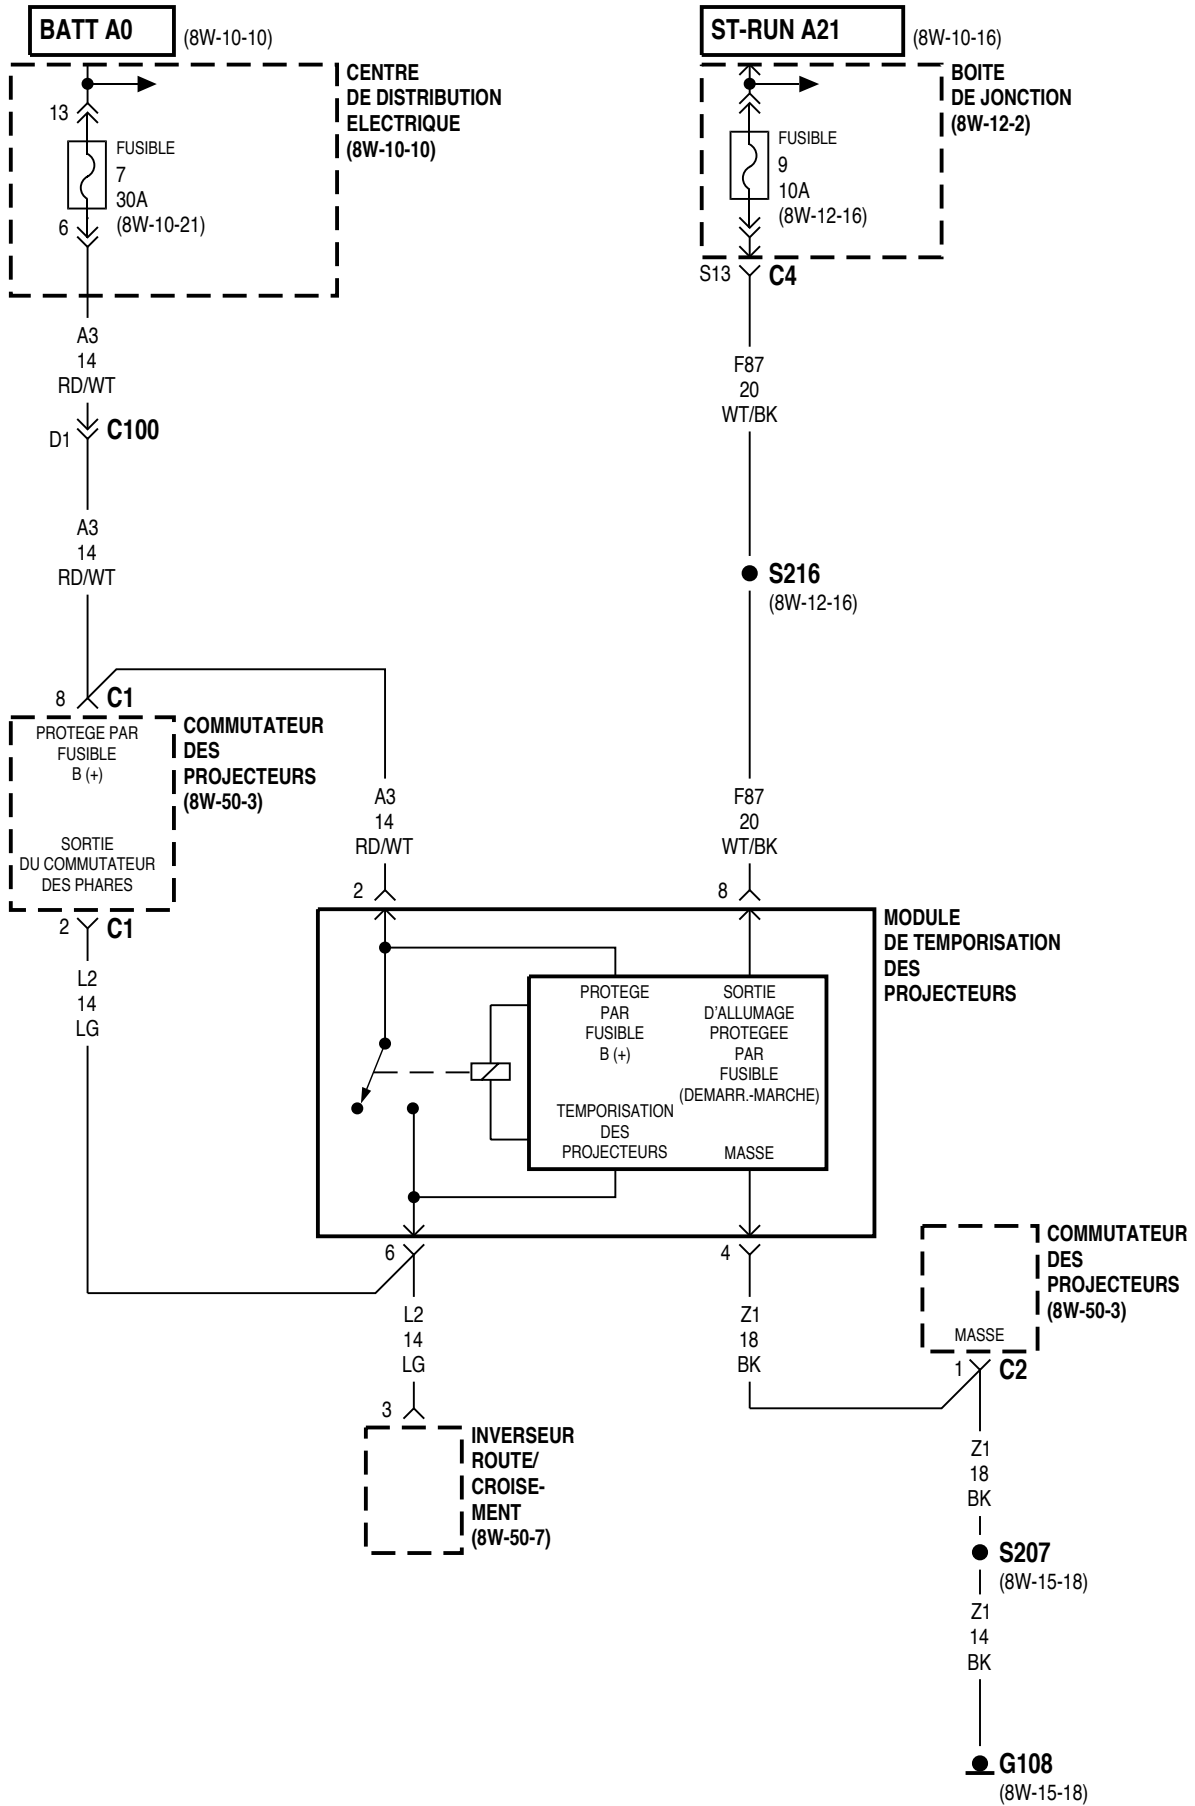 BATT A0
(8W-10-10)
CENTRE
DE DISTRIBUTION
ELECTRIQUE
(8W-10-10)
13
FUSIBLE
7
30A
(8W-10-21)
6
A3
14
RD/WT
D1
C100
A3
14
RD/WT
8
C1
PROTEGE PAR
FUSIBLE
B (+)
SORTIE
DU COMMUTATEUR
DES PHARES
COMMUTATEUR
DES
PROJECTEURS
(8W-50-3)
2
C1
L2
14
LG
A3
14
RD/WT
2
ST-RUN A21
(8W-10-16)
BOITE
DE JONCTION
(8W-12-2)
FUSIBLE
9
10A
(8W-12-16)
S13
C4
F87
20
WT/BK
S216
(8W-12-16)
F87
20
WT/BK
8
MODULE
DE TEMPORISATION
DES
PROJECTEURS
PROTEGE
PAR
FUSIBLE
B (+)
SORTIE
D'ALLUMAGE
PROTEGEE
PAR
FUSIBLE
(DEMARR.-MARCHE)
TEMPORISATION
DES
PROJECTEURS
MASSE
6
4
L2
14
LG
3
INVERSEUR
ROUTE/
CROISE-
MENT
(8W-50-7)
Z1
18
BK
COMMUTATEUR
DES
PROJECTEURS
(8W-50-3)
MASSE
1
C2
Z1
18
BK
S207
(8W-15-18)
Z1
14
BK
G108
(8W-15-18)